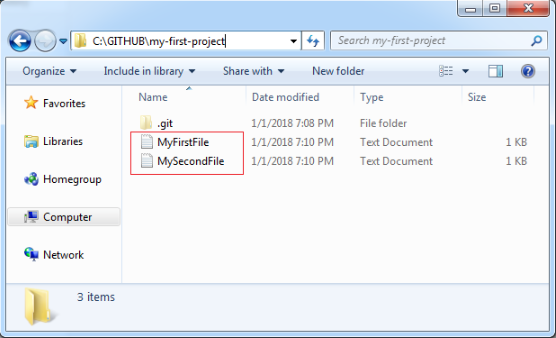 C:\GITHUB\my-first-project
Search my-first-project
Organize Include in library Share with New folder
Favorites
Libraries
Homegroup
Computer
Network
Name Date modified Type Size
.git 1/1/2018 7:08 PM File folder
MyFirstFile 1/1/2018 7:10 PM Text Document 1 KB
MySecondFile 1/1/2018 7:10 PM Text Document 1 KB
3 items